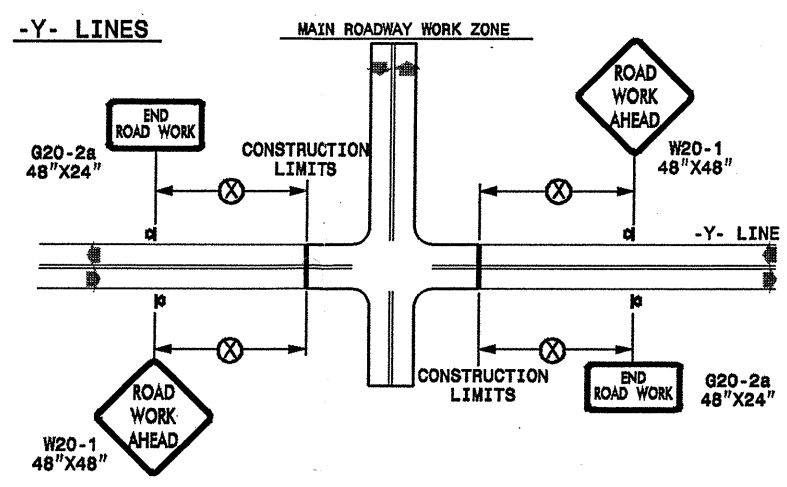 -Y- LINES
MAIN ROADWAY WORK ZONE
END
ROAD WORK
G20-2a
48"X24"
CONSTRUCTION
LIMITS
X
X
ROAD
WORK
AHEAD
W20-1
48"X48"
-Y- LINE
X
X
ROAD
WORK
AHEAD
W20-1
48"X48"
CONSTRUCTION
LIMITS
END
ROAD WORK
G20-2a
48"X24"